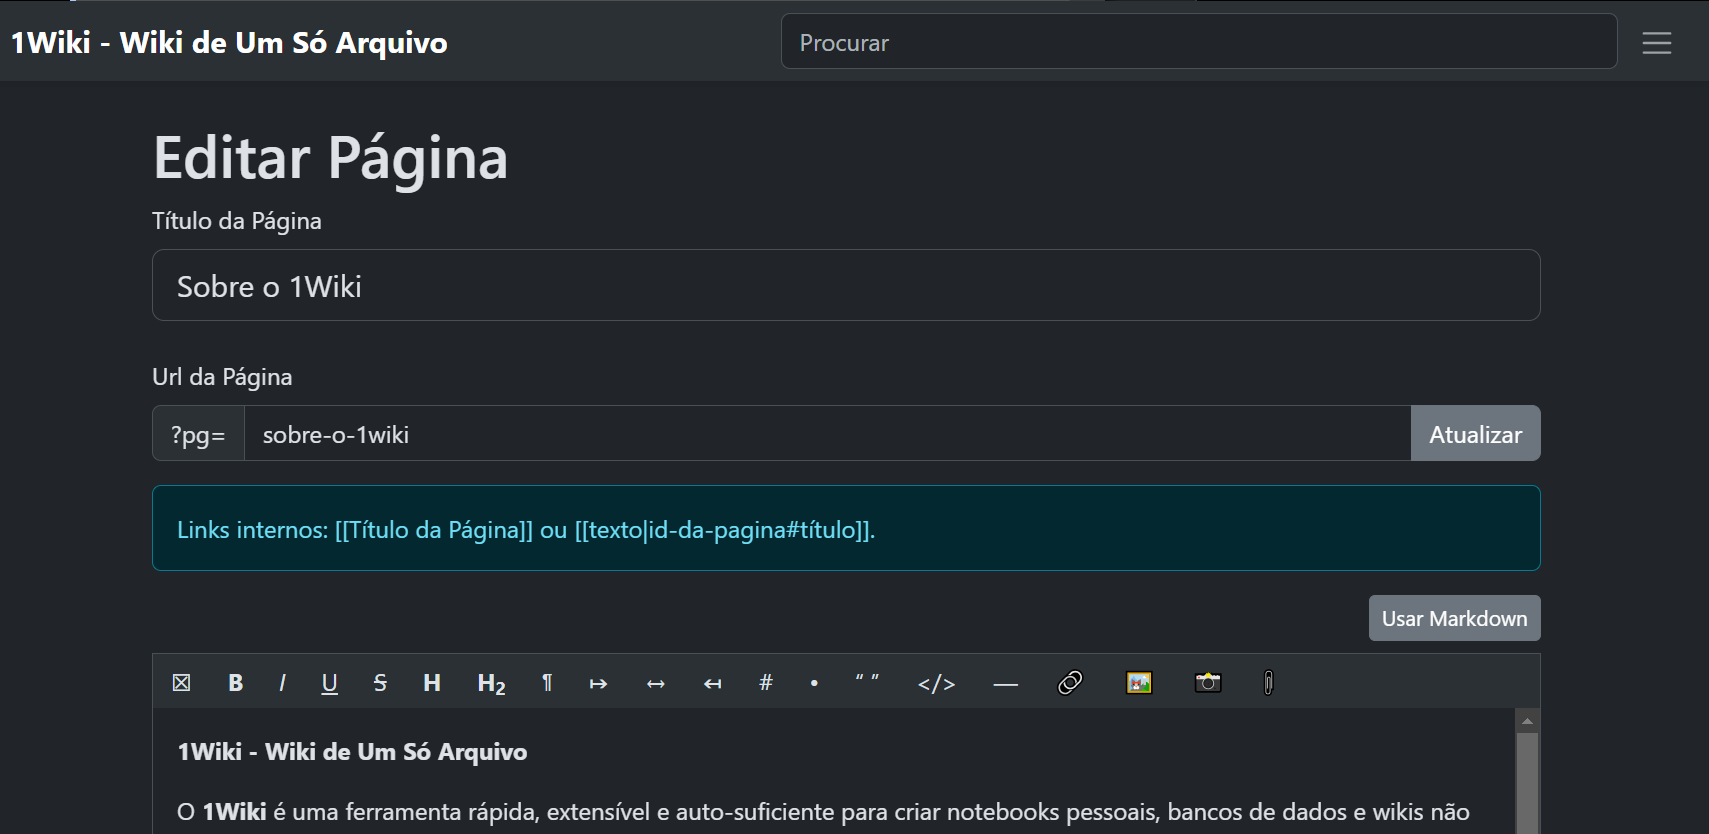 1Wiki - Wiki de Um Só Arquivo
Procurar
Editar Página
Título da Página
Sobre o 1Wiki
Url da Página
?pg= sobre-o-1wiki Atualizar
Links internos: [[Título da Página]] ou [[texto|id-da-pagina#título]].
Usar Markdown
B I U S H H₂ ¶ ↦ ↔ ↤ # • “ ” </> —
1Wiki - Wiki de Um Só Arquivo
O 1Wiki é uma ferramenta rápida, extensível e auto-suficiente para criar notebooks pessoais, bancos de dados e wikis não